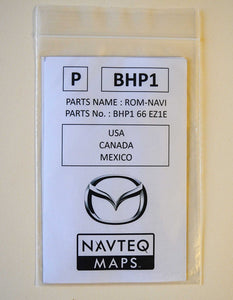 P BHP1
PARTS NAME : ROM-NAVI
PARTS No. : BHP1 66 EZ1E
USA
CANADA
MEXICO
NAVTEQ
MAPS